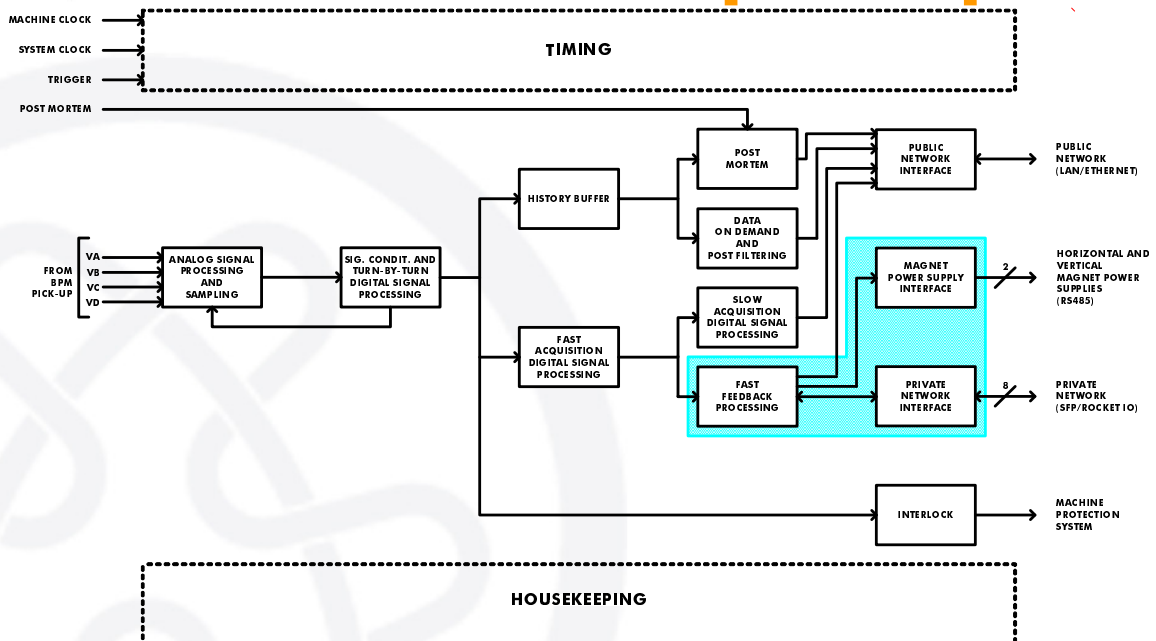 MACHINE CLOCK
SYSTEM CLOCK
TRIGGER
POST MORTEM
TIMING
FROM
BPM
PICK-UP
VA
VB
VC
VD
ANALOG SIGNAL
PROCESSING
AND
SAMPLING
SIG. CONDIT. AND
TURN-BY-TURN
DIGITAL SIGNAL
PROCESSING
HISTORY BUFFER
FAST
ACQUISITION
DIGITAL SIGNAL
PROCESSING
POST
MORTEM
DATA
ON DEMAND
AND
POST FILTERING
SLOW
ACQUISITION
DIGITAL SIGNAL
PROCESSING
FAST
FEEDBACK
PROCESSING
PUBLIC
NETWORK
INTERFACE
MAGNET
POWER SUPPLY
INTERFACE
PRIVATE
NETWORK
INTERFACE
INTERLOCK
PUBLIC
NETWORK
(LAN/ETHERNET)
2
HORIZONTAL AND
VERTICAL
MAGNET POWER
SUPPLIES
(RS485)
8
PRIVATE
NETWORK
(SFP/ROCKET IO)
MACHINE
PROTECTION
SYSTEM
HOUSEKEEPING